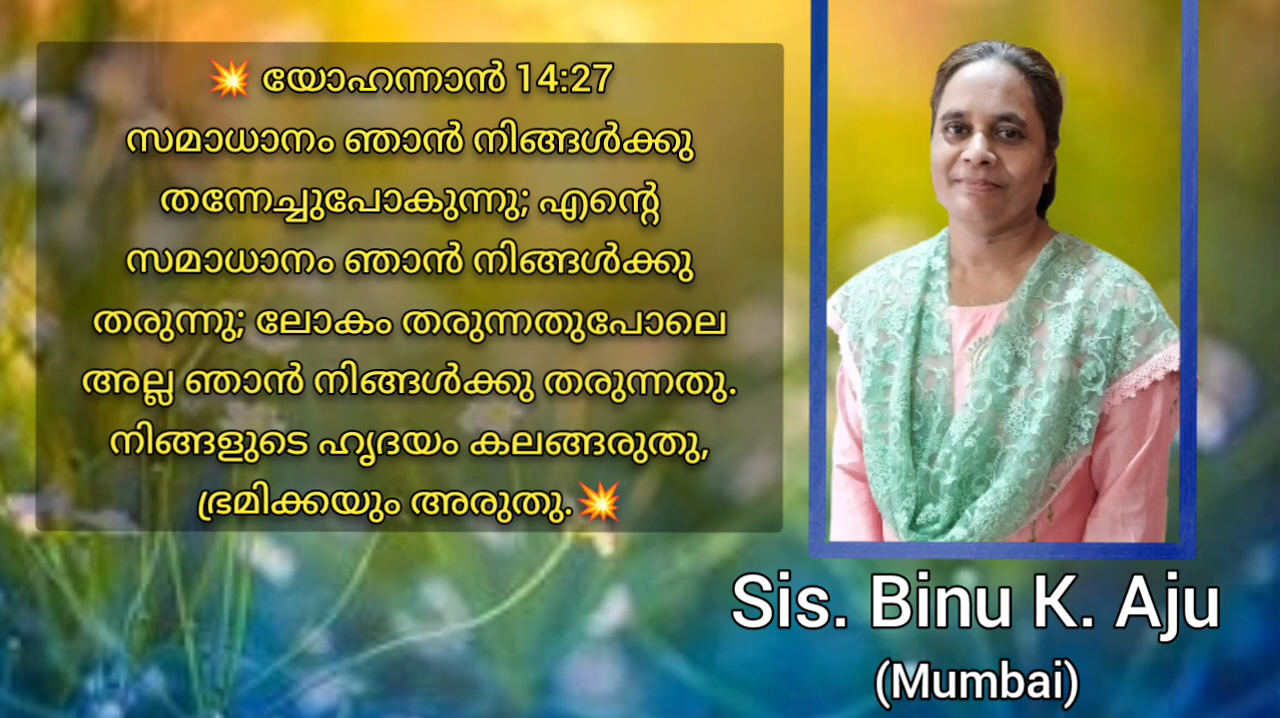 💥 യോഹന്നാൻ 14:27
സമാധാനം ഞാൻ നിങ്ങൾക്കു
തന്നേച്ചുപോകുന്നു; എന്റെ
സമാധാനം ഞാൻ നിങ്ങൾക്കു
തരുന്നു; ലോകം തരുന്നതുപോലെ
അല്ല ഞാൻ നിങ്ങൾക്കു തരുന്നതു.
നിങ്ങളുടെ ഹൃദയം കലങ്ങരുതു,
ഭ്രമിക്കയും അരുതു.💥
Sis. Binu K. Aju
(Mumbai)